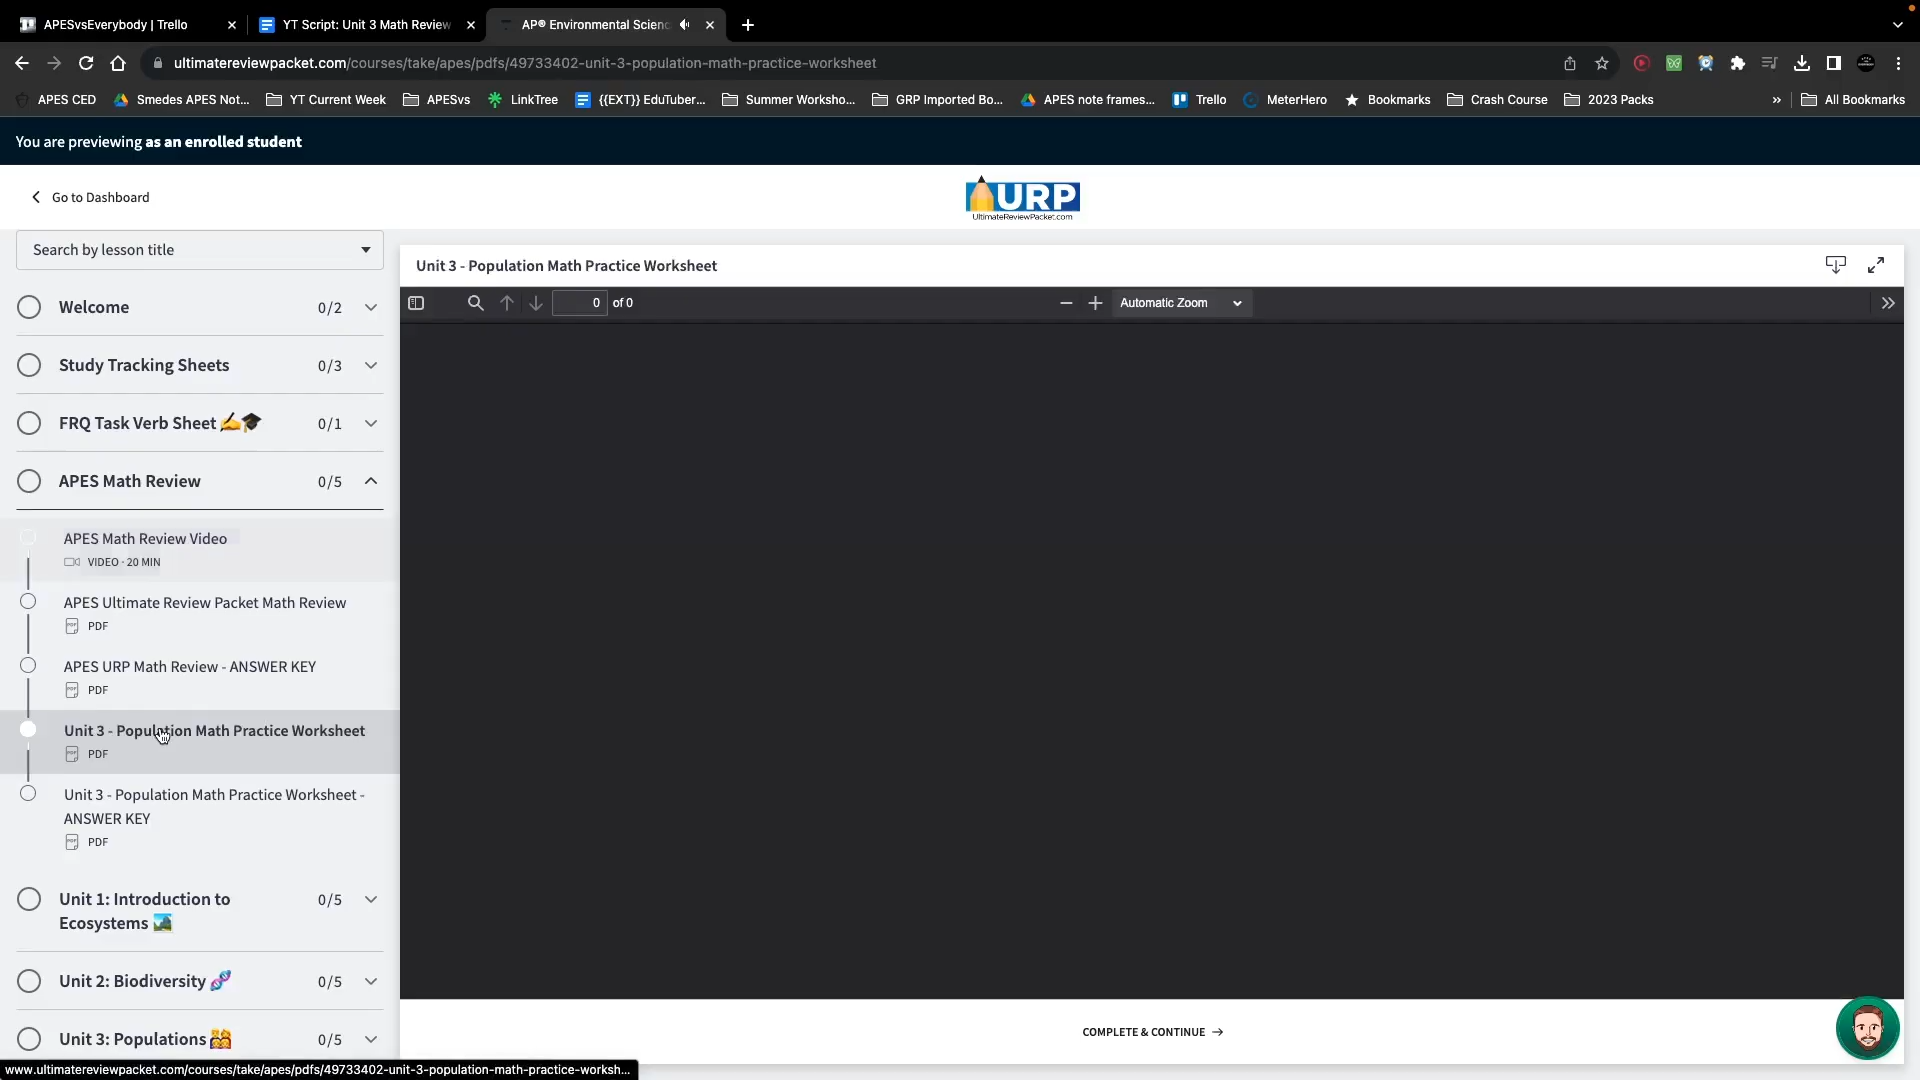 APESvsEverybody | Trello
YT Script: Unit 3 Math Review
AP® Environmental Scienc
ultimatereviewpacket.com/courses/take/apes/pdfs/49733402-unit-3-population-math-practice-worksheet
APES CED
Smedes APES Not...
YT Current Week
APESvs
LinkTree
{{EXT}} EduTuber...
Summer Worksho...
GRP Imported Bo...
APES note frames...
Trello
MeterHero
Bookmarks
Crash Course
2023 Packs
»
All Bookmarks
You are previewing as an enrolled student
Go to Dashboard
URP
UltimateReviewPacket.com
Search by lesson title
Welcome 0/2
Study Tracking Sheets 0/3
FRQ Task Verb Sheet ✍️🎓 0/1
APES Math Review 0/5
APES Math Review Video
VIDEO · 20 MIN
APES Ultimate Review Packet Math Review
PDF
APES URP Math Review - ANSWER KEY
PDF
Unit 3 - Population Math Practice Worksheet
PDF
Unit 3 - Population Math Practice Worksheet -
ANSWER KEY
PDF
Unit 1: Introduction to
Ecosystems 🏞️ 0/5
Unit 2: Biodiversity 🧬 0/5
Unit 3: Populations 👨‍👩‍👧‍👦 0/5
Unit 3 - Population Math Practice Worksheet
0 of 0
Automatic Zoom
COMPLETE & CONTINUE →
www.ultimatereviewpacket.com/courses/take/apes/pdfs/49733402-unit-3-population-math-practice-worksh...